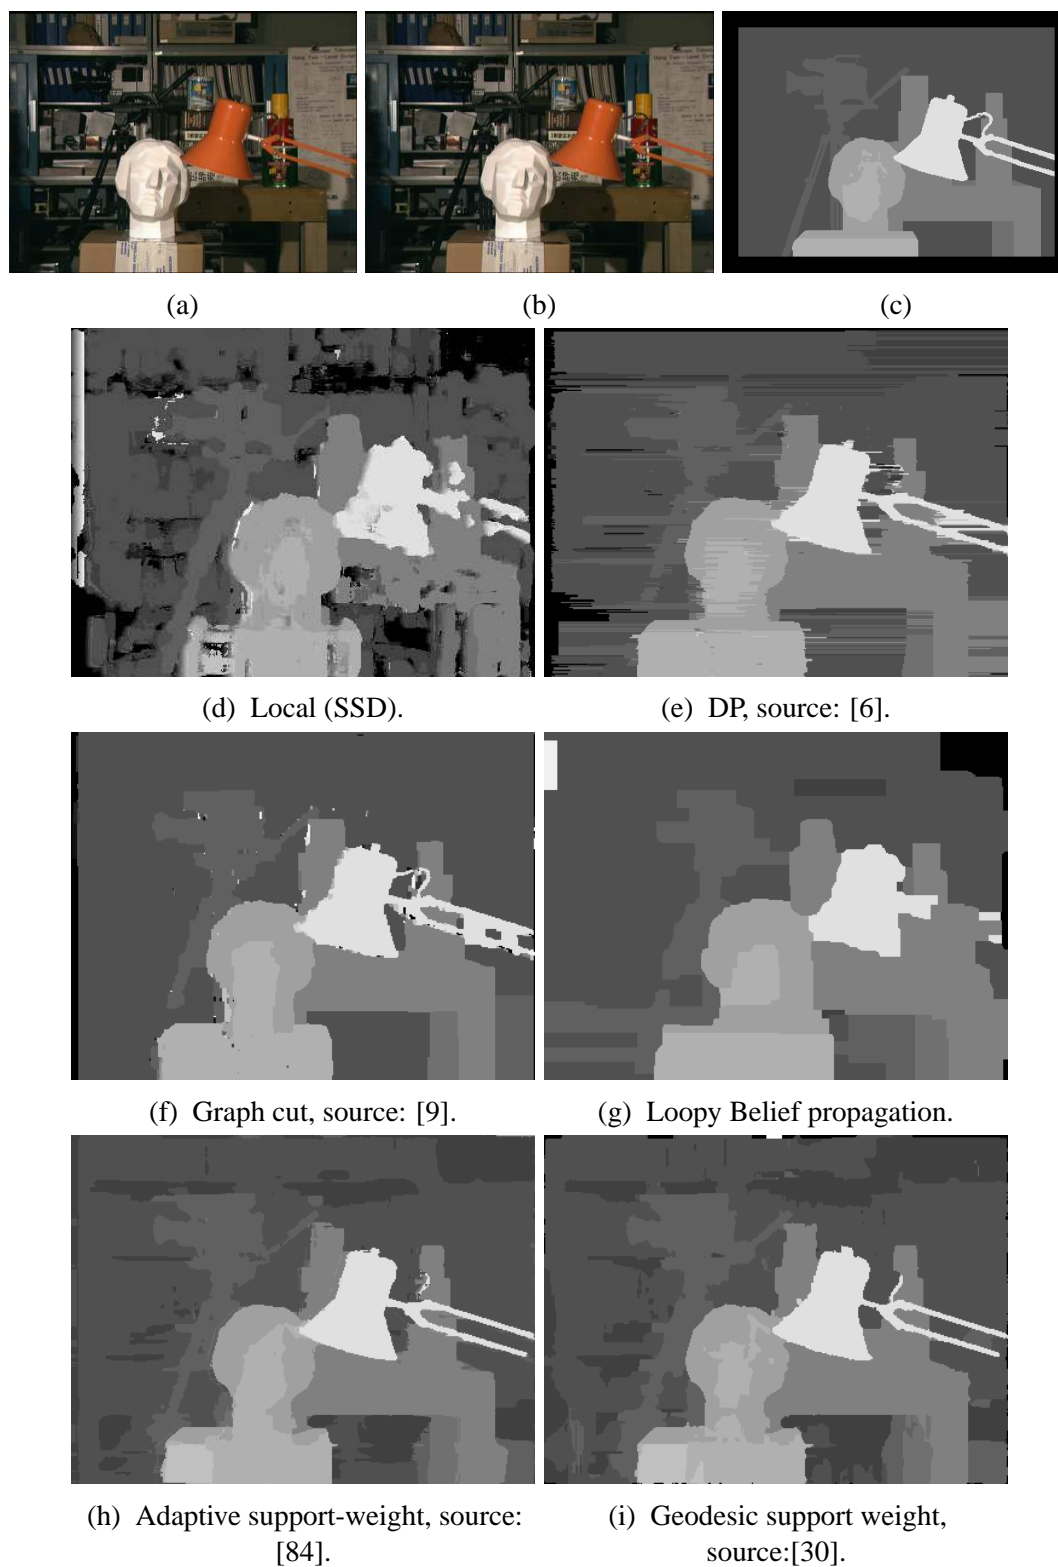 (a)
(b)
(c)
(d) Local (SSD).
(e) DP, source: [6].
(f) Graph cut, source: [9].
(g) Loopy Belief propagation.
(h) Adaptive support-weight, source:
[84].
(i) Geodesic support weight,
source:[30].